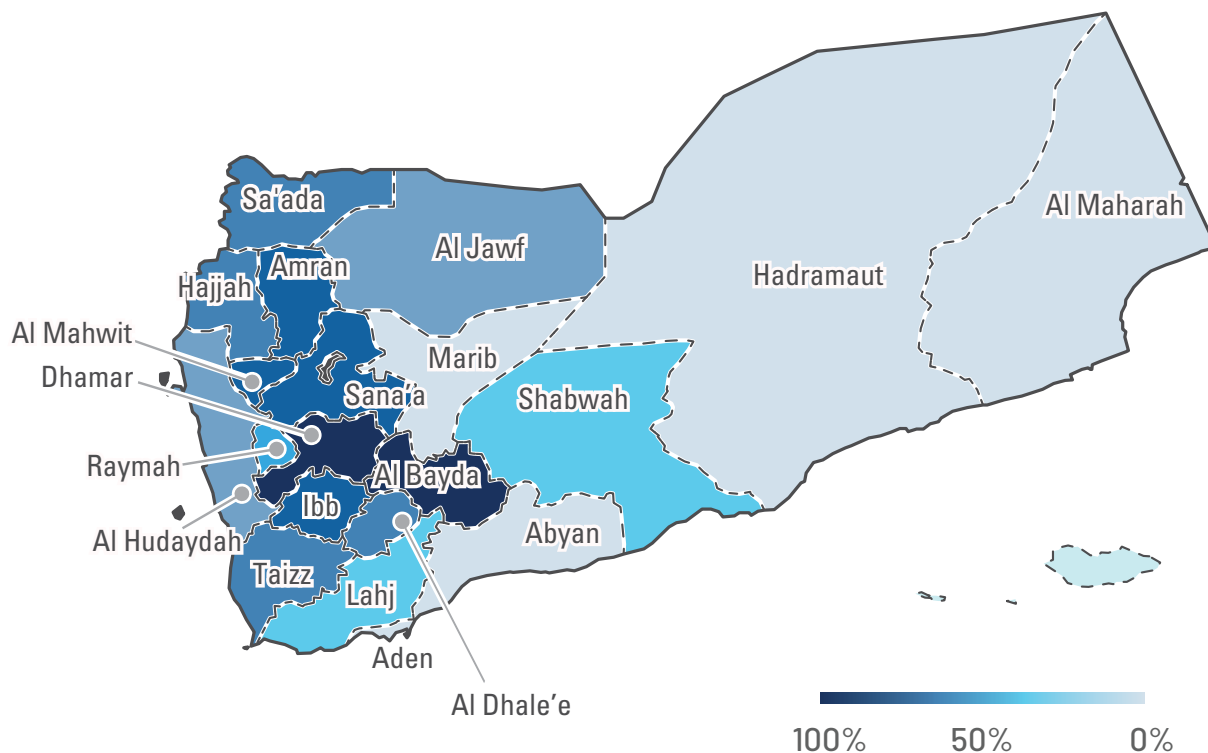 Sa'ada
Al Maharah
Al Jawf
Amran
Hadramaut
Hajjah
Al Mahwit
Marib
Dhamar
Sana'a
Shabwah
Raymah
Al Bayda
Ibb
Abyan
Al Hudaydah
Taizz
Lahj
Aden
Al Dhale'e
100% 50% 0%